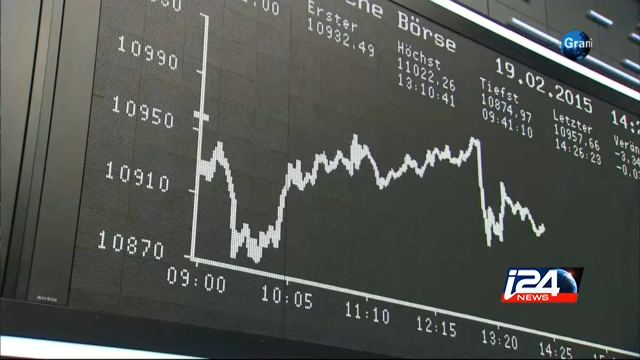 ne Börse
Erster
10932.49
Höchst
11022.26
13:10:41
19.02.2015
Tiefst
10874.97
09:41:10
Letzter
10957.66
14:26:23
Grani
10990
10950
10910
10870
09:00
10:05
11:10
12:15
13:20
14:25
i24
NEWS